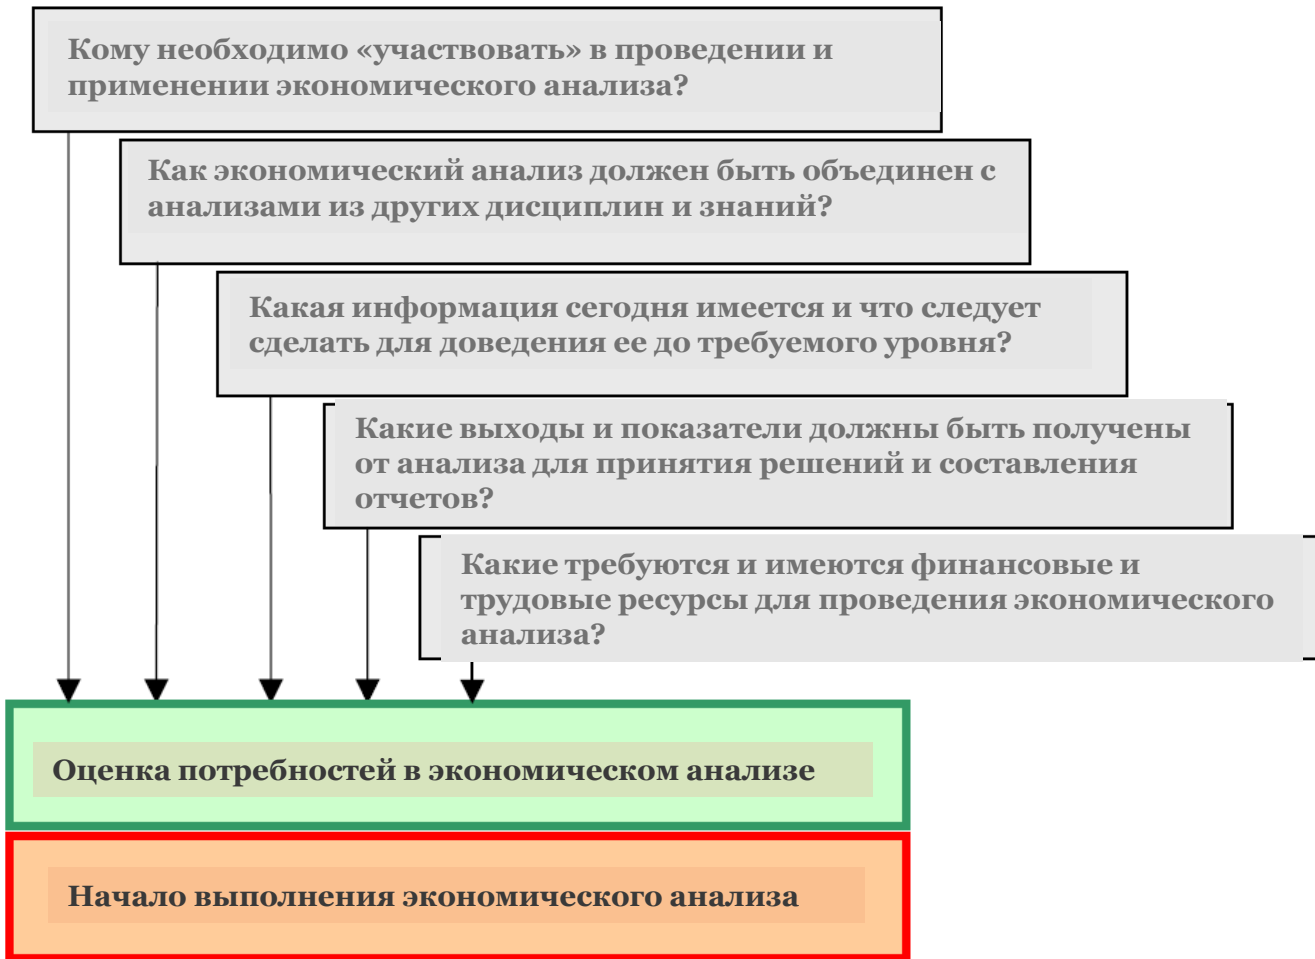 Кому необходимо «участвовать» в проведении и
применении экономического анализа?
Как экономический анализ должен быть объединен с
анализами из других дисциплин и знаний?
Какая информация сегодня имеется и что следует
сделать для доведения ее до требуемого уровня?
Какие выходы и показатели должны быть получены
от анализа для принятия решений и составления
отчетов?
Какие требуются и имеются финансовые и
трудовые ресурсы для проведения экономического
анализа?
Оценка потребностей в экономическом анализе
Начало выполнения экономического анализа